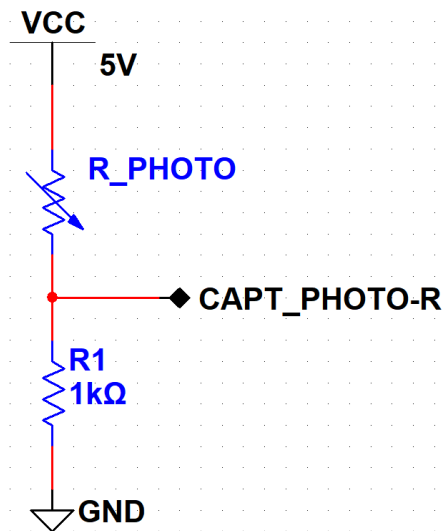 VCC
5V
R_PHOTO
CAPT_PHOTO-R
R1
1kΩ
GND